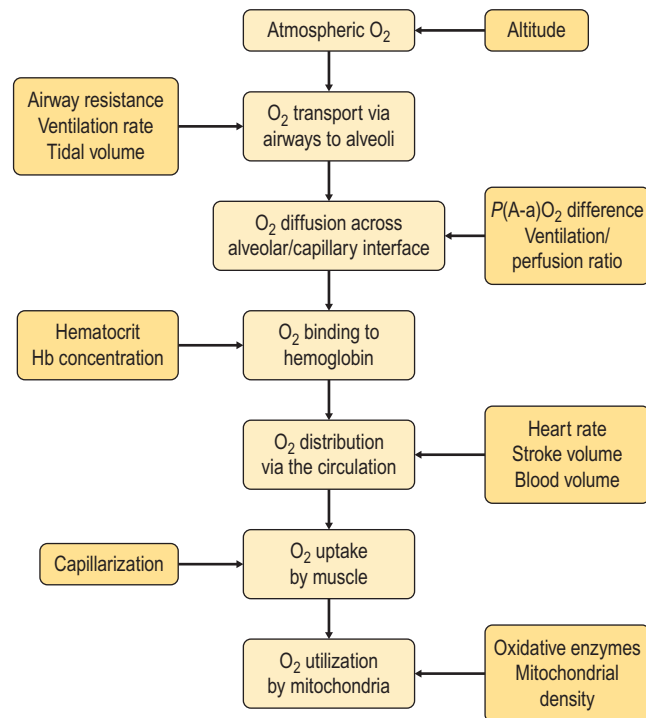 Atmospheric O₂
Altitude
Airway resistance
Ventilation rate
Tidal volume
O₂ transport via
airways to alveoli
O₂ diffusion across
alveolar/capillary interface
P(A-a)O₂ difference
Ventilation/
perfusion ratio
Hematocrit
Hb concentration
O₂ binding to
hemoglobin
O₂ distribution
via the circulation
Heart rate
Stroke volume
Blood volume
Capillarization
O₂ uptake
by muscle
O₂ utilization
by mitochondria
Oxidative enzymes
Mitochondrial
density